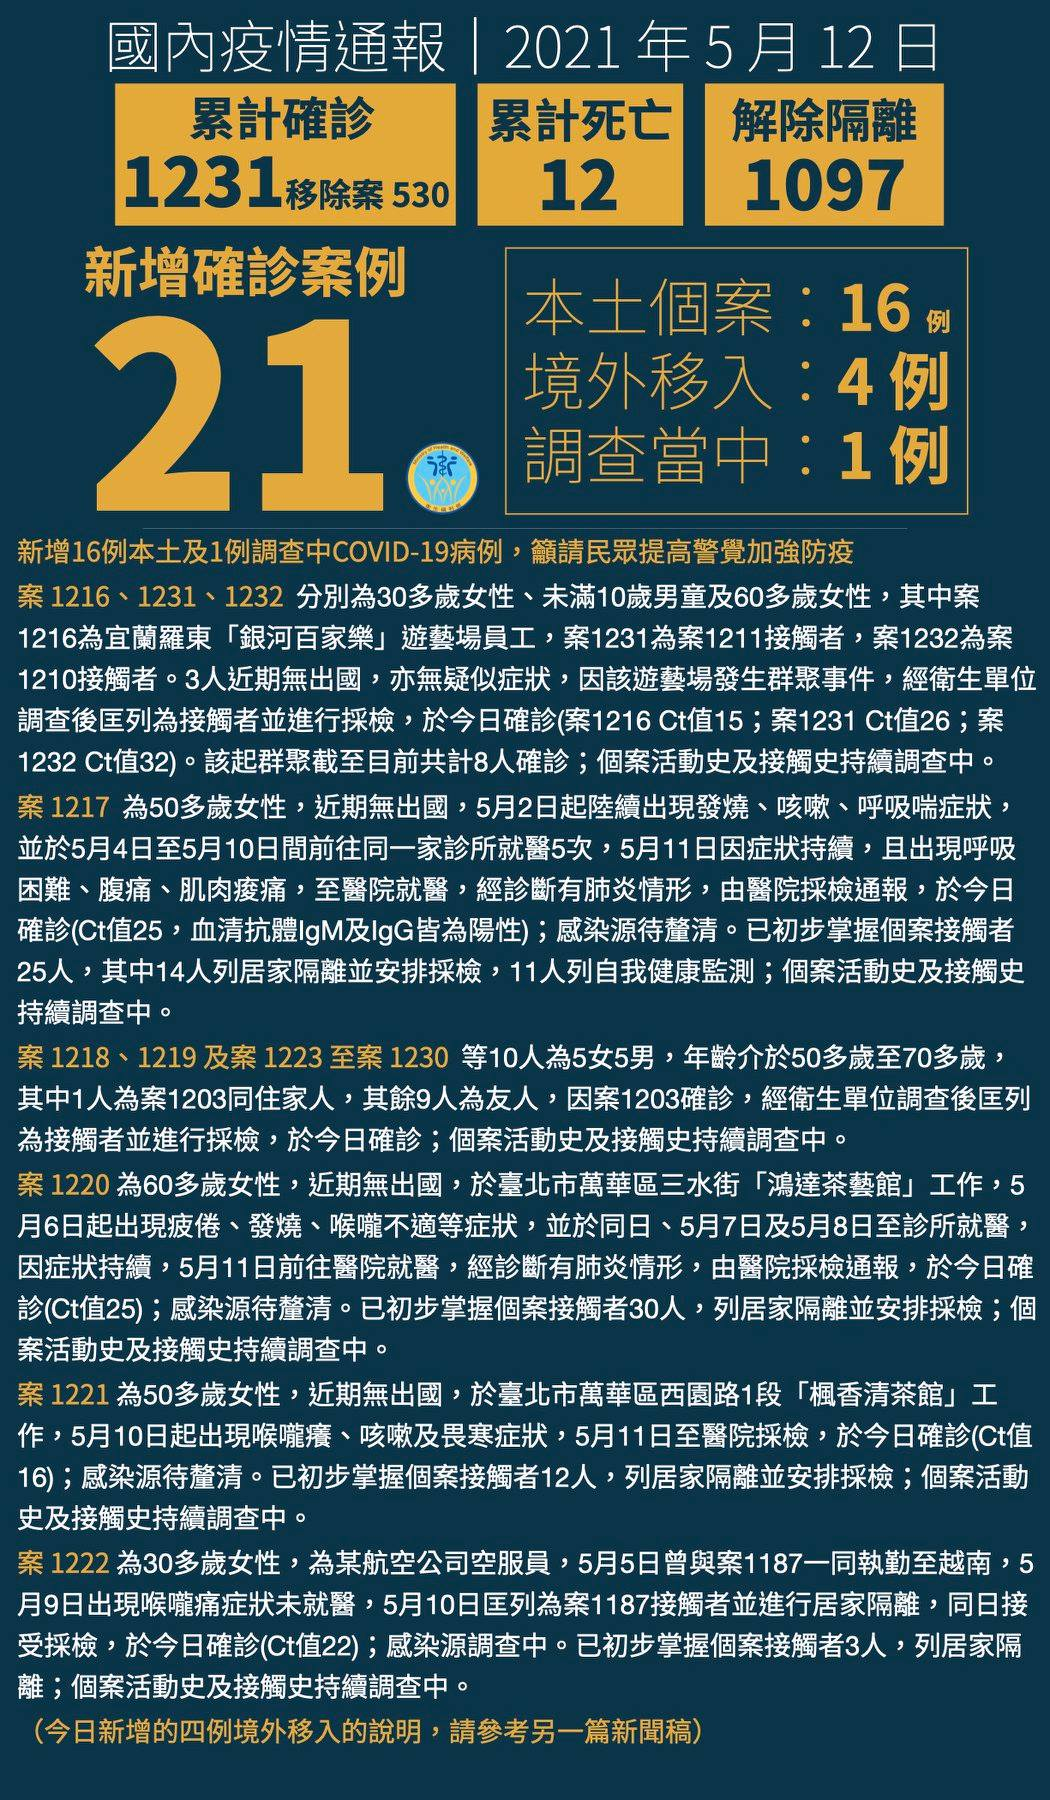 國內疫情通報｜2021 年 5 月 12 日
累計確診
1231移除案 530
累計死亡
12
解除隔離
1097
新增確診案例
21
本土個案：16 例
境外移入：4 例
調查當中：1 例
新增16例本土及1例調查中COVID-19病例，籲請民眾提高警覺加強防疫
案 1216、1231、1232 分別為30多歲女性、未滿10歲男童及60多歲女性，其中案
1216為宜蘭羅東「銀河百家樂」遊藝場員工，案1231為案1211接觸者，案1232為案
1210接觸者。3人近期無出國，亦無疑似症狀，因該遊藝場發生群聚事件，經衛生單位
調查後匡列為接觸者並進行採檢，於今日確診(案1216 Ct值15；案1231 Ct值26；案
1232 Ct值32)。該起群聚截至目前共計8人確診；個案活動史及接觸史持續調查中。
案 1217 為50多歲女性，近期無出國，5月2日起陸續出現發燒、咳嗽、呼吸喘症狀，
並於5月4日至5月10日間前往同一家診所就醫5次，5月11日因症狀持續，且出現呼吸
困難、腹痛、肌肉痠痛，至醫院就醫，經診斷有肺炎情形，由醫院採檢通報，於今日
確診(Ct值25，血清抗體IgM及IgG皆為陽性)；感染源待釐清。已初步掌握個案接觸者
25人，其中14人列居家隔離並安排採檢，11人列自我健康監測；個案活動史及接觸史
持續調查中。
案 1218、1219 及案 1223 至案 1230 等10人為5女5男，年齡介於50多歲至70多歲，
其中1人為案1203同住家人，其餘9人為友人，因案1203確診，經衛生單位調查後匡列
為接觸者並進行採檢，於今日確診；個案活動史及接觸史持續調查中。
案 1220 為60多歲女性，近期無出國，於臺北市萬華區三水街「鴻達茶藝館」工作，5
月6日起出現疲倦、發燒、喉嚨不適等症狀，並於同日、5月7日及5月8日至診所就醫，
因症狀持續，5月11日前往醫院就醫，經診斷有肺炎情形，由醫院採檢通報，於今日確
診(Ct值25)；感染源待釐清。已初步掌握個案接觸者30人，列居家隔離並安排採檢；個
案活動史及接觸史持續調查中。
案 1221 為50多歲女性，近期無出國，於臺北市萬華區西園路1段「楓香清茶館」工
作，5月10日起出現喉嚨癢、咳嗽及畏寒症狀，5月11日至醫院採檢，於今日確診(Ct值
16)；感染源待釐清。已初步掌握個案接觸者12人，列居家隔離並安排採檢；個案活動
史及接觸史持續調查中。
案 1222 為30多歲女性，為某航空公司空服員，5月5日曾與案1187一同執勤至越南，5
月9日出現喉嚨痛症狀未就醫，5月10日匡列為案1187接觸者並進行居家隔離，同日接
受採檢，於今日確診(Ct值22)；感染源調查中。已初步掌握個案接觸者3人，列居家隔
離；個案活動史及接觸史持續調查中。
（今日新增的四例境外移入的說明，請參考另一篇新聞稿）